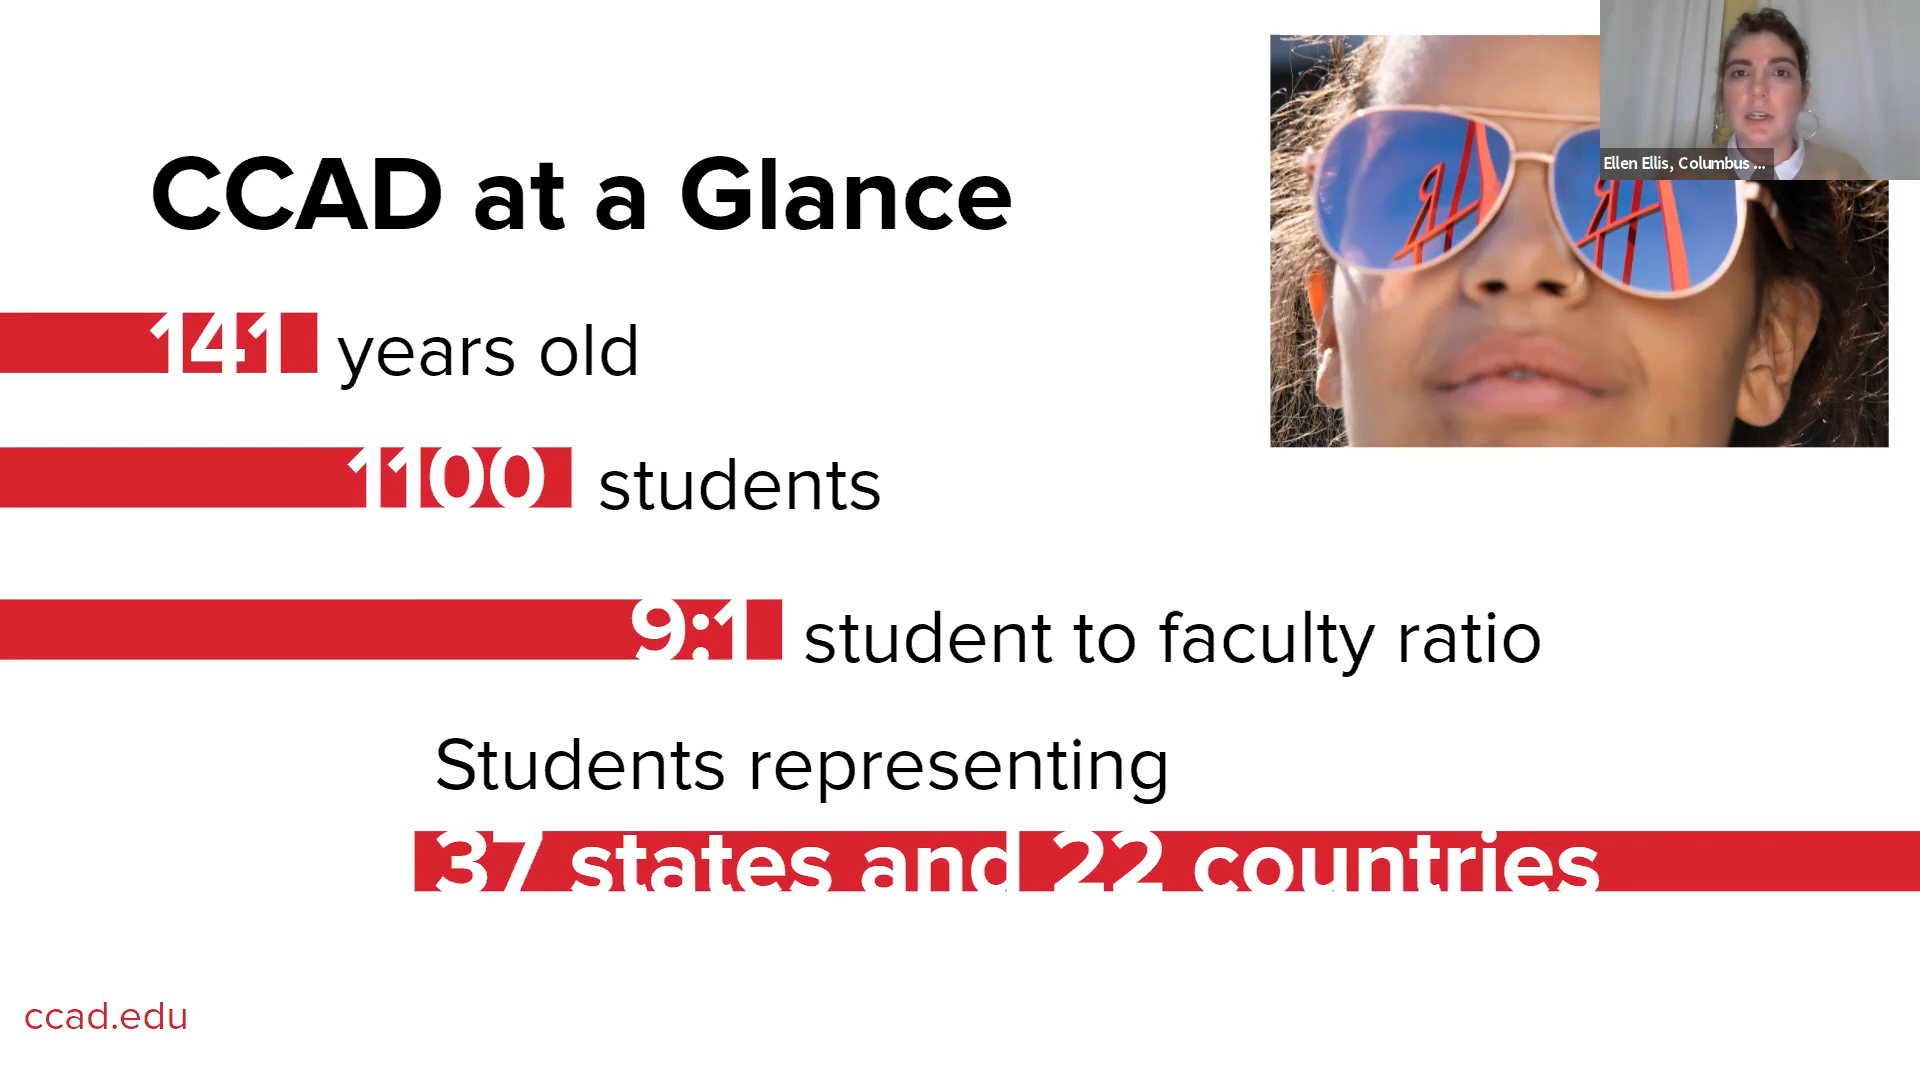 Ellen Ellis, Columbus ...
CCAD at a Glance
141 years old
1100 students
9:1 student to faculty ratio
Students representing
37 states and 22 countries
ccad.edu